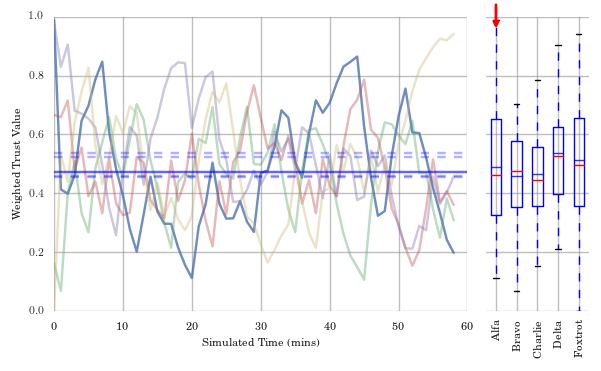 1.0
0.8
0.6
0.4
0.2
0.0
Weighted Trust Value
0 10 20 30 40 50 60
Simulated Time (mins)
Alfa
Bravo
Charlie
Delta
Foxtrot